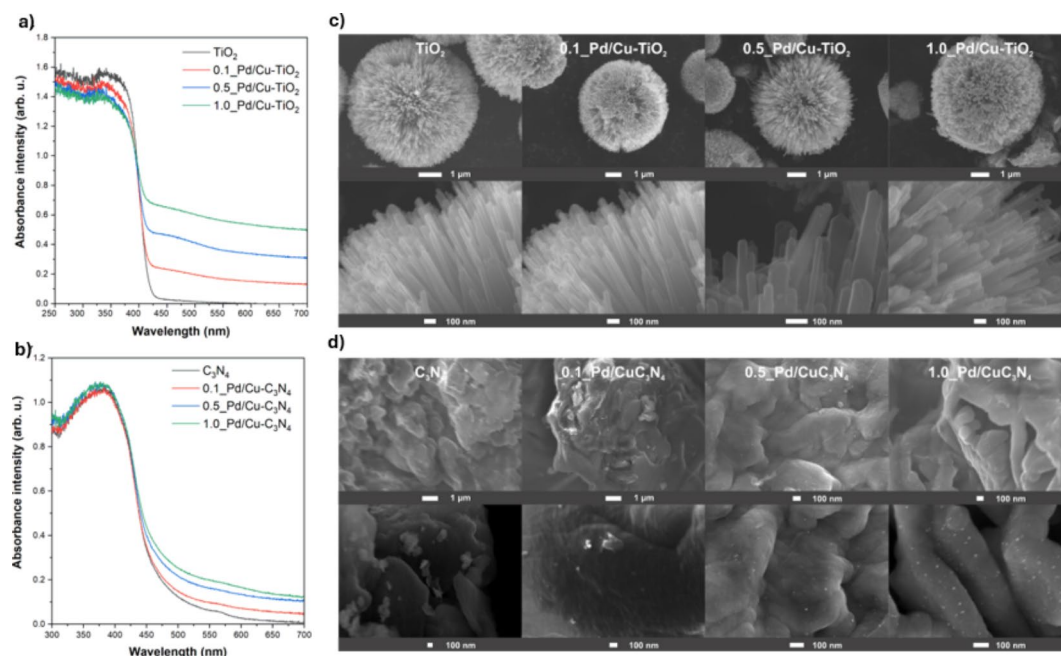 a)
Absorbance intensity (arb. u.)
1.8
1.6
1.4
1.2
1.0
0.8
0.6
0.4
0.2
0.0
TiO₂
0.1_Pd/Cu-TiO₂
0.5_Pd/Cu-TiO₂
1.0_Pd/Cu-TiO₂
250 300 350 400 450 500 550 600 650 700
Wavelength (nm)
b)
Absorbance intensity (arb. u.)
1.2
1.0
0.8
0.6
0.4
0.2
0.0
C₃N₄
0.1_Pd/Cu-C₃N₄
0.5_Pd/Cu-C₃N₄
1.0_Pd/Cu-C₃N₄
300 350 400 450 500 550 600 650 700
Wavelength (nm)
c)
TiO₂ 0.1_Pd/Cu-TiO₂ 0.5_Pd/Cu-TiO₂ 1.0_Pd/Cu-TiO₂
1 µm 1 µm 1 µm 1 µm
100 nm 100 nm 100 nm 100 nm
d)
C₃N₄ 0.1_Pd/CuC₃N₄ 0.5_Pd/CuC₃N₄ 1.0_Pd/CuC₃N₄
1 µm 1 µm 100 nm 100 nm
100 nm 100 nm 100 nm 100 nm